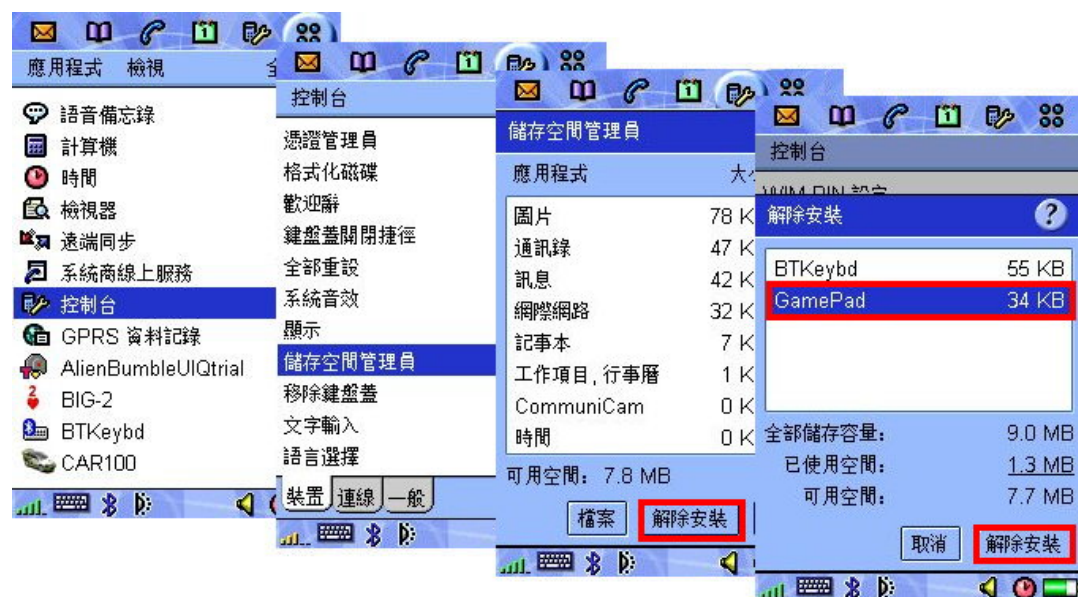 應用程式 檢視
語音備忘錄
計算機
時間
檢視器
遠端同步
系統商線上服務
控制台
GPRS 資料記錄
AlienBumbleUIQtrial
BIG-2
BTKeybd
CAR100
控制台
憑證管理員
格式化磁碟
歡迎辭
鍵盤蓋關閉捷徑
全部重設
系統音效
顯示
儲存空間管理員
移除鍵盤蓋
文字輸入
語言選擇
裝置 連線 一般
儲存空間管理員
應用程式 大小
圖片 78 K
通訊錄 47 K
訊息 42 K
網際網路 32 K
記事本 7 K
工作項目,行事曆 1 K
CommuniCam 0 K
時間 0 K
可用空間: 7.8 MB
檔案 解除安裝
控制台
WIM PIN 設定
解除安裝 ?
BTKeybd 55 KB
GamePad 34 KB
全部儲存容量: 9.0 MB
已使用空間: 1.3 MB
可用空間: 7.7 MB
取消 解除安裝